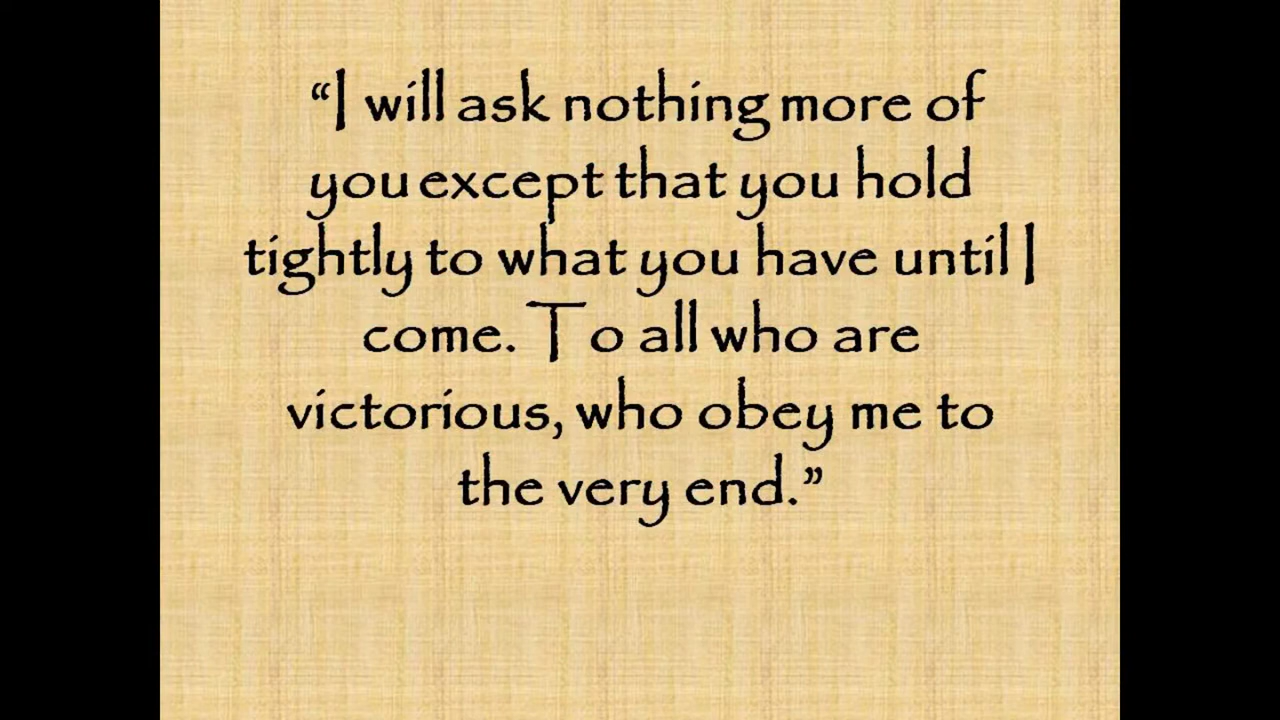 “I will ask nothing more of
you except that you hold
tightly to what you have until I
come. To all who are
victorious, who obey me to
the very end.”